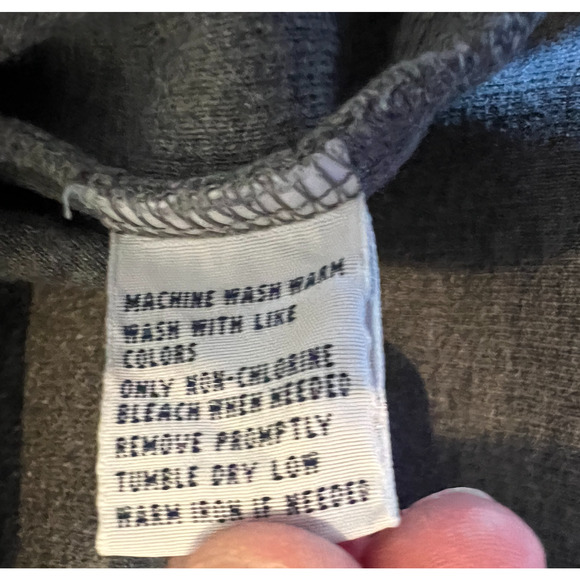 MACHINE WASH WARM
WASH WITH LIKE
COLORS
ONLY NON-CHLORINE
BLEACH WHEN NEEDED
REMOVE PROMPTLY
TUMBLE DRY LOW
WARM IRON IF NEEDED